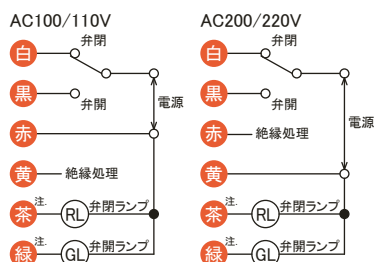 AC100/110V
白
弁閉
黒
弁開
電源
赤
黄
絶縁処理
茶
注.
RL
弁閉ランプ
緑
注.
GL
弁開ランプ
AC200/220V
白
弁閉
黒
弁開
電源
赤
絶縁処理
黄
茶
注.
RL
弁閉ランプ
緑
注.
GL
弁開ランプ